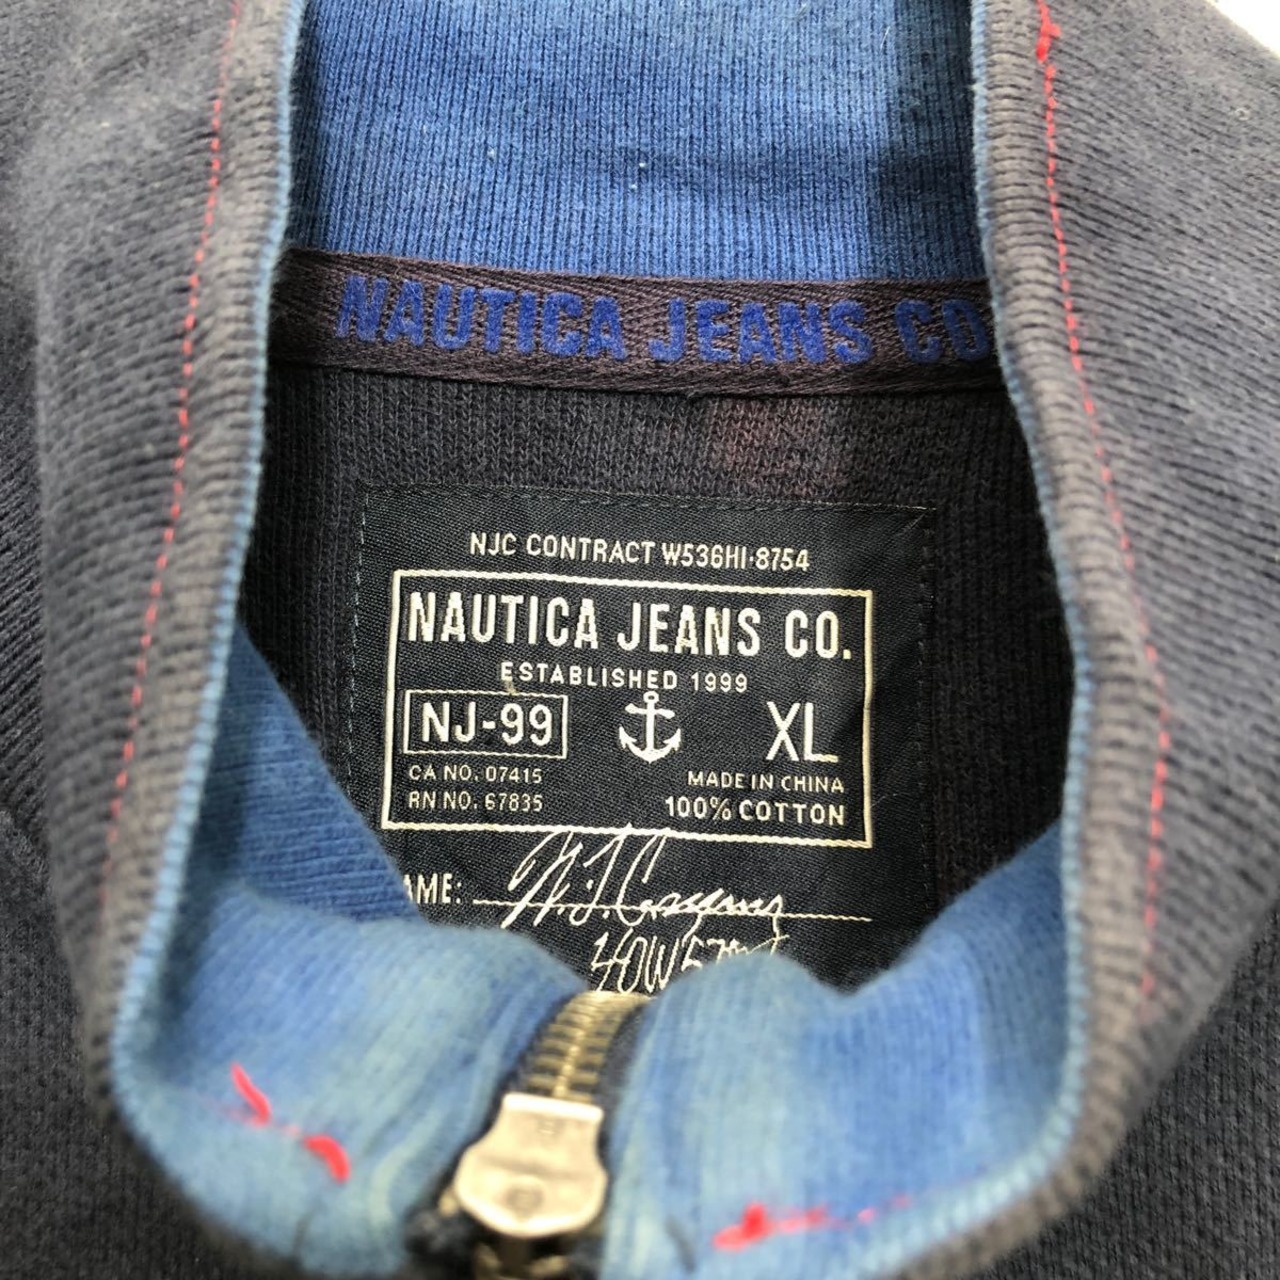 NAUTICA JEANS CO
NJC CONTRACT W536HI-8754
NAUTICA JEANS CO.
ESTABLISHED 1999
NJ-99 XL
CA NO. 07415 MADE IN CHINA
RN NO. 67835 100% COTTON
AME: